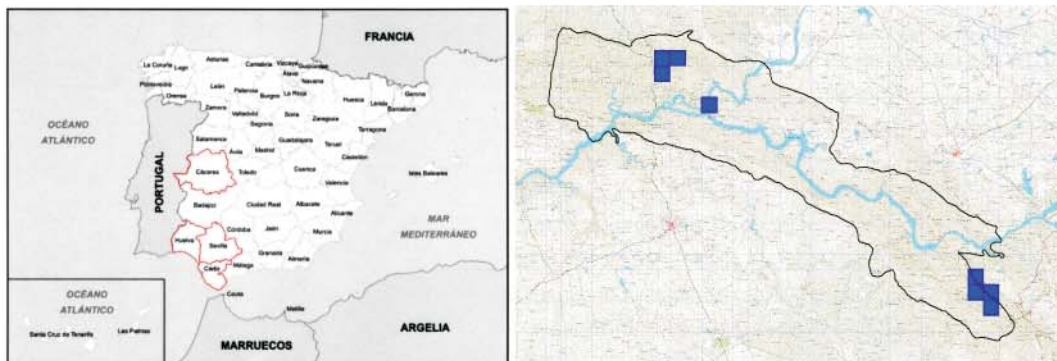 FRANCIA
La Coruña
Lugo
Asturias
Cantabria
Vizcaya
Guipúzcoa
Álava
Navarra
Pontevedra
Orense
León
Palencia
Burgos
La Rioja
Huesca
Lerida
Gerona
Barcelona
Zamora
Valladolid
Soria
Zaragoza
Tarragona
OCÉANO
ATLÁNTICO
Segovia
Salamanca
Guadalajara
Ávila
Madrid
Teruel
Castellón
PORTUGAL
Cáceres
Toledo
Cuenca
Valencia
Islas Baleares
Badajoz
Ciudad Real
Albacete
Alicante
MAR
MEDITERRÁNEO
Huelva
Sevilla
Córdoba
Jaén
Murcia
Granada
Almería
Cádiz
Málaga
Ceuta
Melilla
OCÉANO
ATLÁNTICO
Santa Cruz de Tenerife
Las Palmas
MARRUECOS
ARGELIA